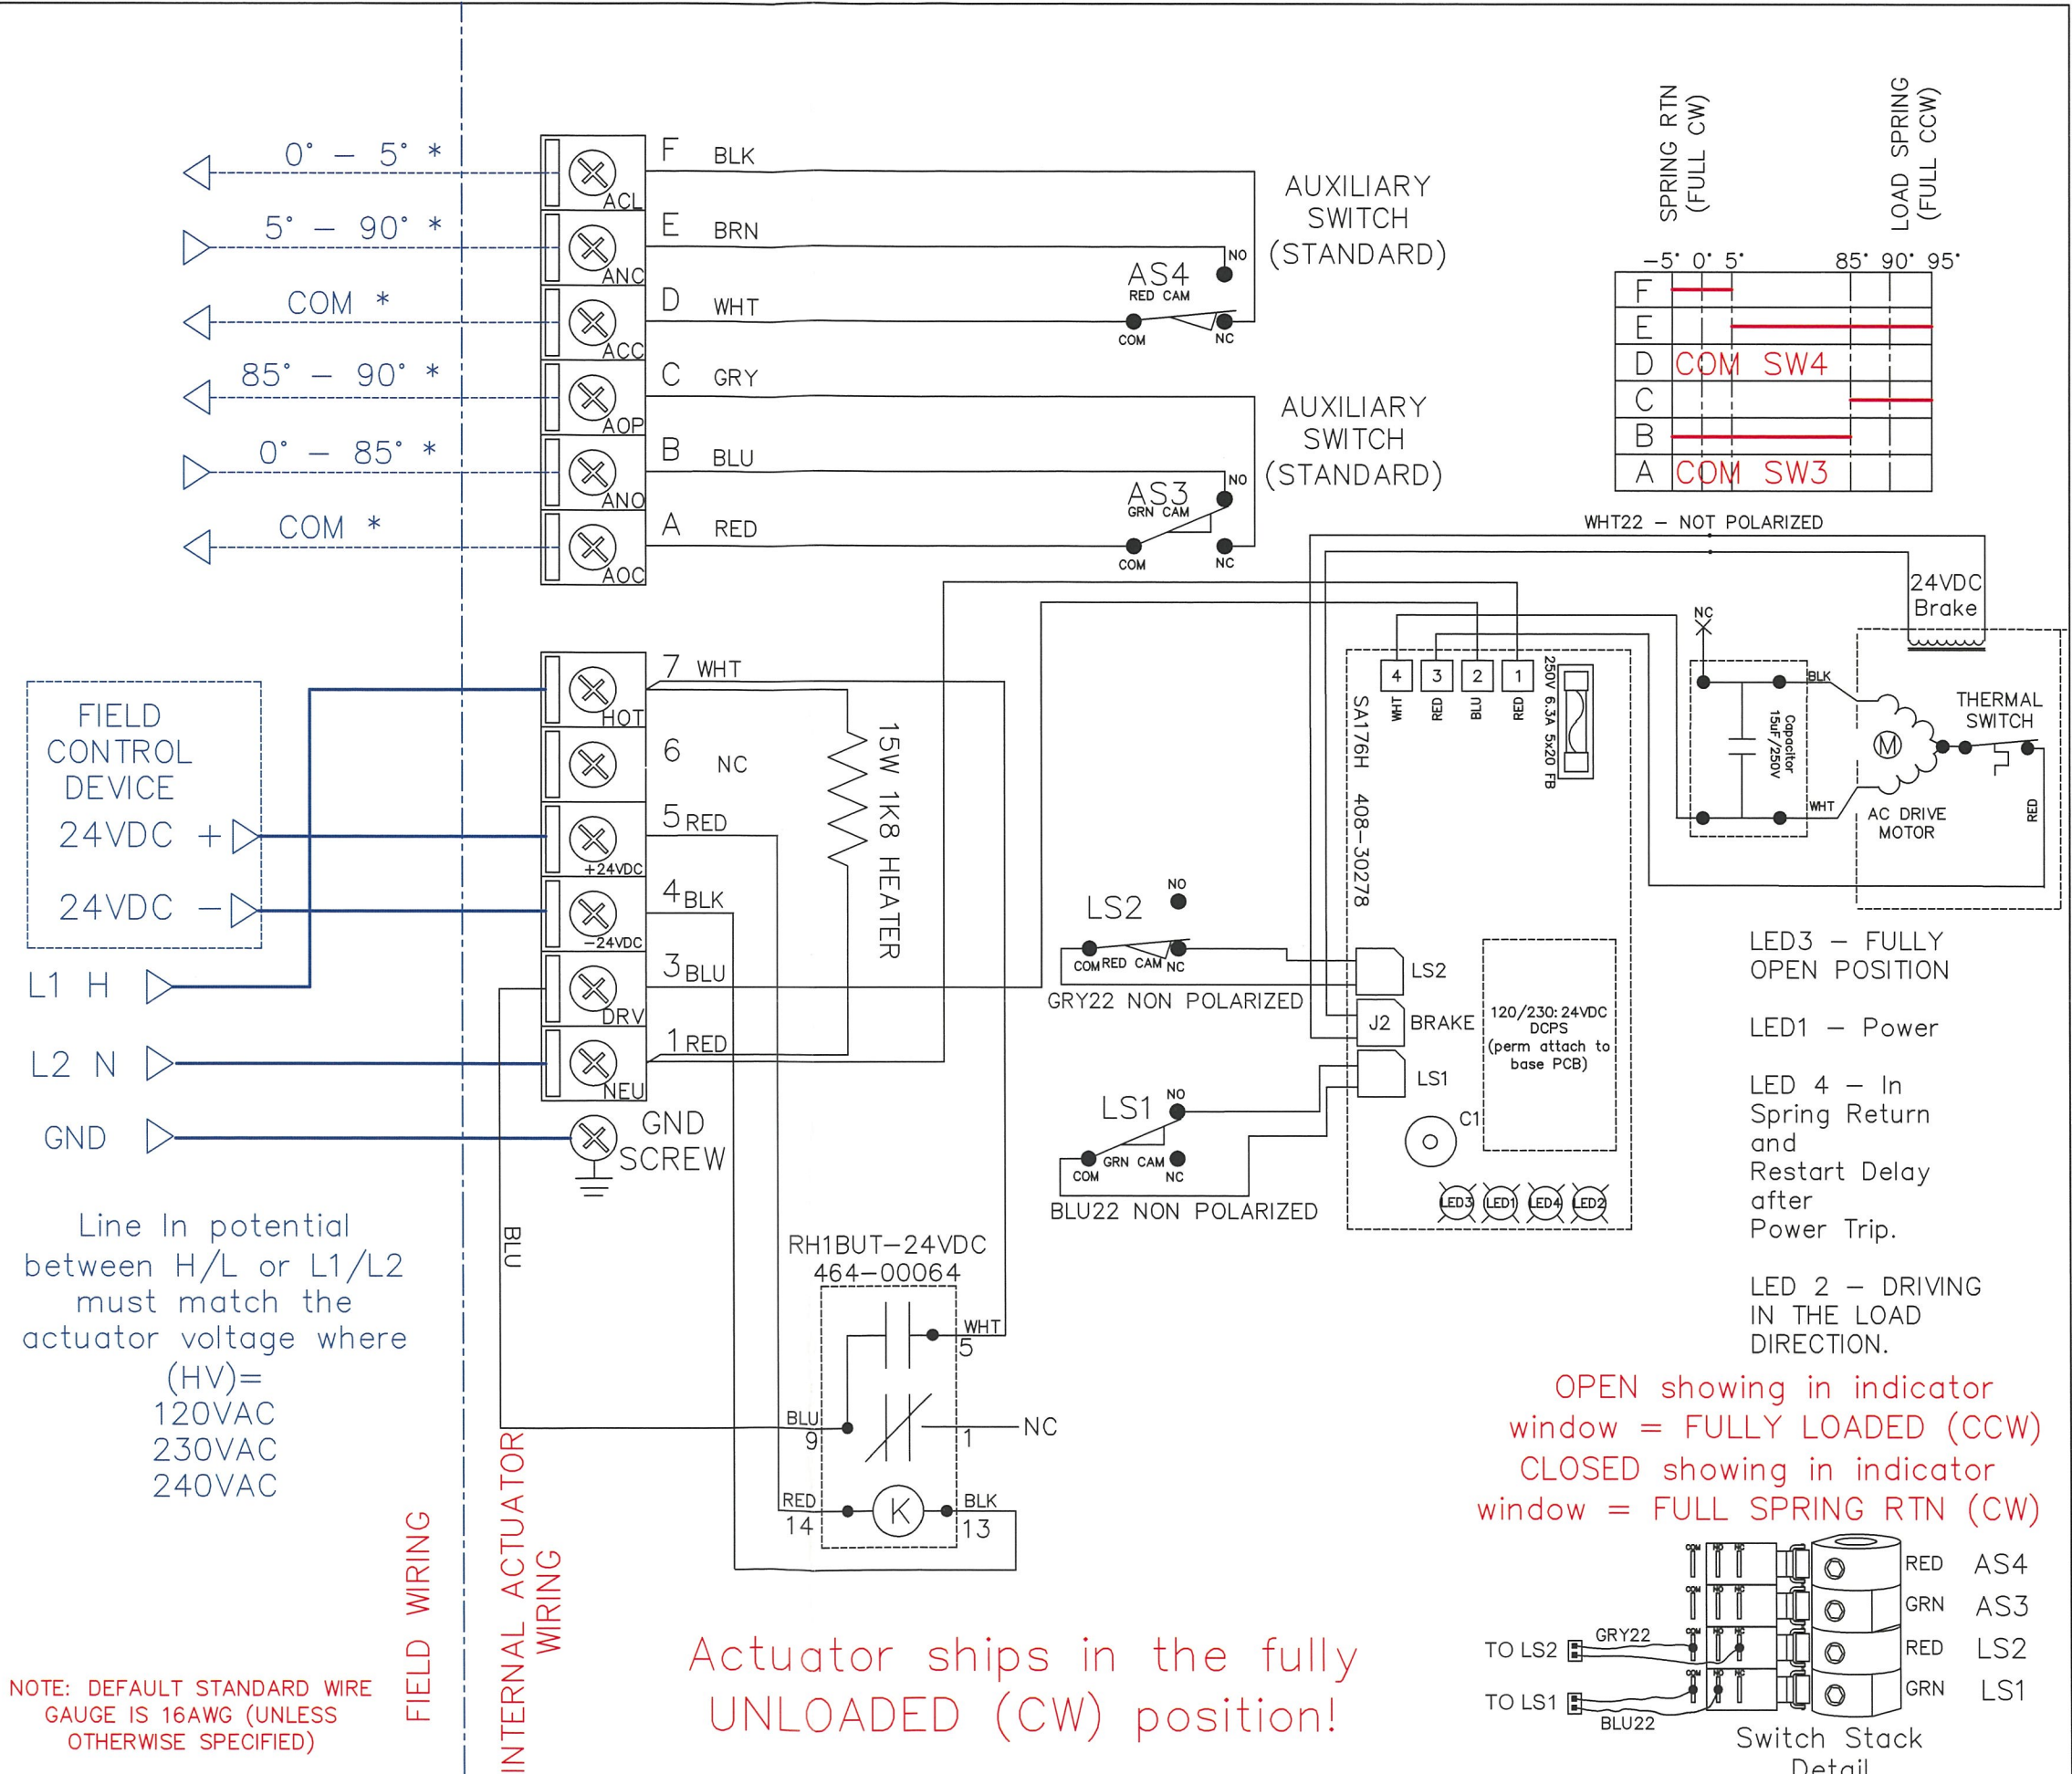 0° – 5° *
5° – 90° *
COM *
85° – 90° *
0° – 85° *
COM *
F BLK
ACL
E BRN
ANC
D WHT
ACC
C GRY
AOP
B BLU
ANO
A RED
AOC
AUXILIARY
SWITCH
(STANDARD)
NO
AS4
RED CAM
COM
NC
AUXILIARY
SWITCH
(STANDARD)
NO
AS3
GRN CAM
COM
NC
SPRING RTN
(FULL CW)
LOAD SPRING
(FULL CCW)
–5° 0° 5° 85° 90° 95°
F
E
D COM SW4
C
B
A COM SW3
WHT22 – NOT POLARIZED
24VDC
Brake
NC
BLK
Capacitor
15uF/250V
WHT
M
THERMAL
SWITCH
AC DRIVE
MOTOR
RED
FIELD
CONTROL
DEVICE
24VDC +
24VDC –
L1 H
L2 N
GND
7 WHT
HOT
6 NC
5 RED
+24VDC
4 BLK
–24VDC
3 BLU
DRV
1 RED
NEU
GND
SCREW
15W 1K8 HEATER
BLU
4 3 2 1
WHT RED BLU RED
250V 6.3A 5x20 FB
SA176H 408–30278
NO
LS2
COM RED CAM NC
GRY22 NON POLARIZED
LS2
J2 BRAKE
LS1
120/230:24VDC
DCPS
(perm attach to
base PCB)
NO
LS1
COM GRN CAM NC
BLU22 NON POLARIZED
C1
LED3 LED1 LED4 LED2
LED3 – FULLY
OPEN POSITION
LED1 – Power
LED 4 – In
Spring Return
and
Restart Delay
after
Power Trip.
LED 2 – DRIVING
IN THE LOAD
DIRECTION.
Line In potential
between H/L or L1/L2
must match the
actuator voltage where
(HV)=
120VAC
230VAC
240VAC
RH1BUT–24VDC
464–00064
WHT
5
BLU
9
1 NC
RED
14
K
BLK
13
OPEN showing in indicator
window = FULLY LOADED (CCW)
CLOSED showing in indicator
window = FULL SPRING RTN (CW)
FIELD WIRING
INTERNAL ACTUATOR
WIRING
NOTE: DEFAULT STANDARD WIRE
GAUGE IS 16AWG (UNLESS
OTHERWISE SPECIFIED)
Actuator ships in the fully
UNLOADED (CW) position!
COM NO NC
RED AS4
COM NO NC
GRN AS3
COM NO NC
TO LS2 GRY22 RED LS2
COM NO NC
TO LS1 BLU22 GRN LS1
Switch Stack
Detail